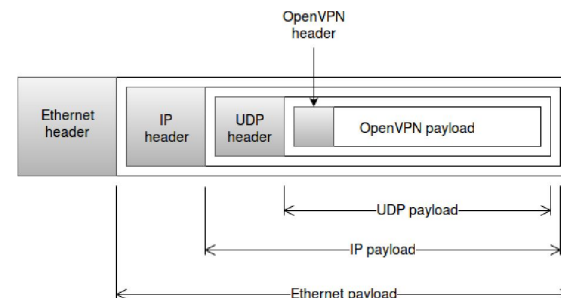 OpenVPN
header
Ethernet
header
IP
header
UDP
header
OpenVPN payload
UDP payload
IP payload
Ethernet payload